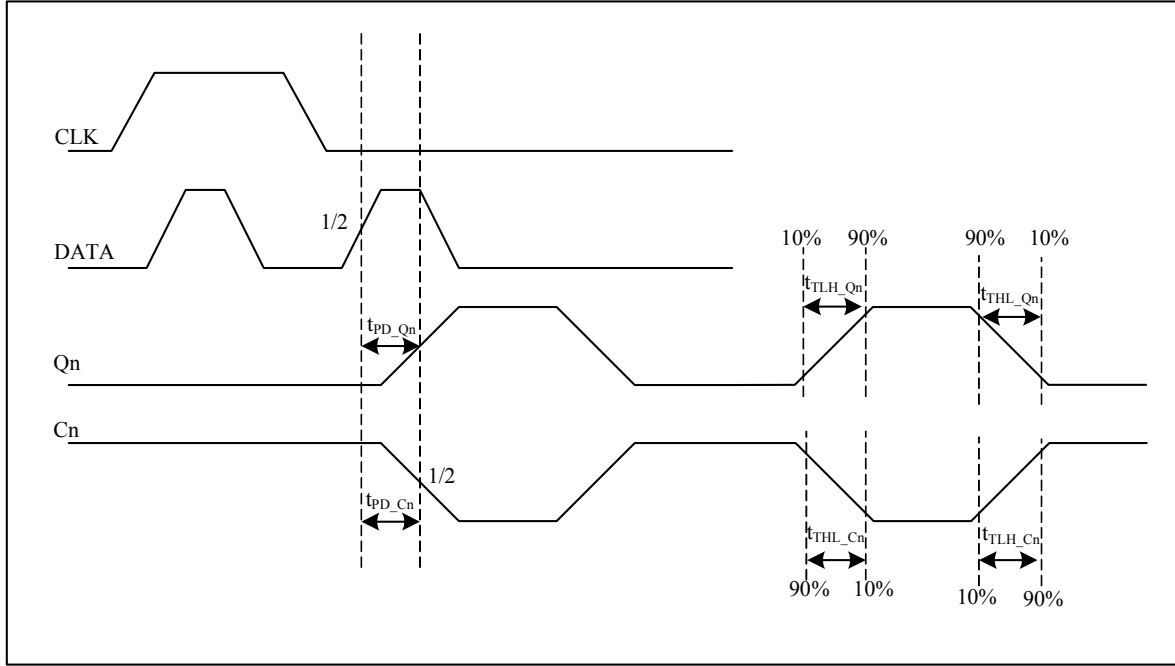 CLK
1/2
DATA
10% 90% 90% 10%
tTLH_Qn tTHL_Qn
tPD_Qn
Qn
Cn
1/2
tPD_Cn
tTHL_Cn tTLH_Cn
90% 10% 10% 90%